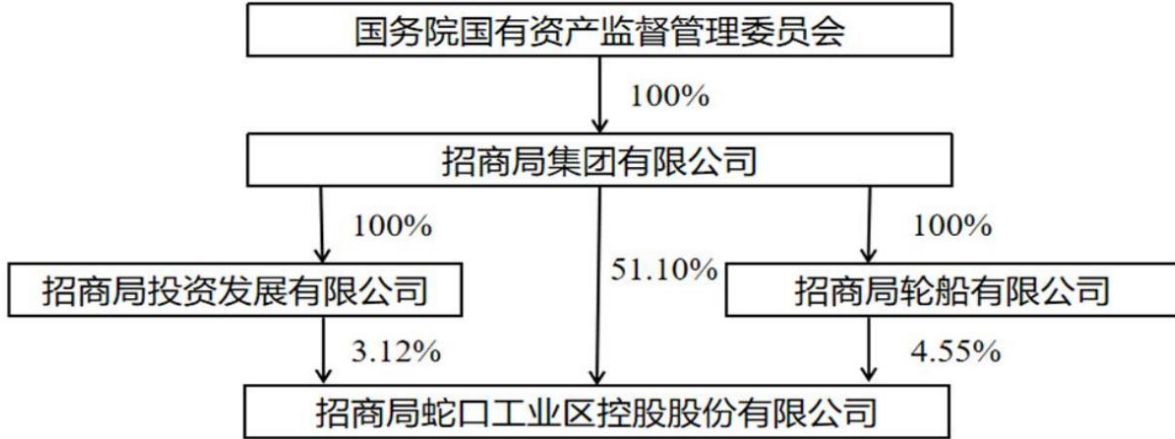 国务院国有资产监督管理委员会
100%
招商局集团有限公司
100%
100%
51.10%
招商局投资发展有限公司
招商局轮船有限公司
3.12%
4.55%
招商局蛇口工业区控股股份有限公司